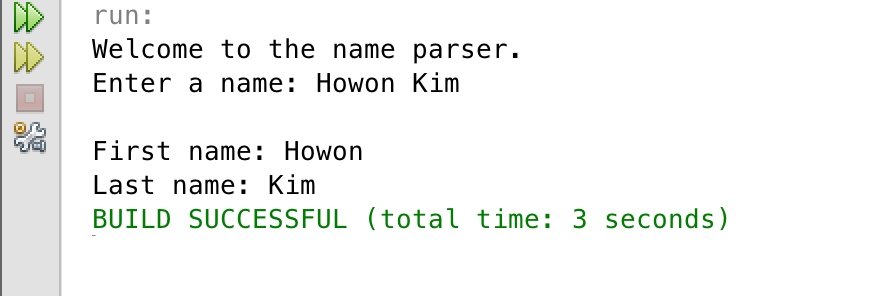 run:
Welcome to the name parser.
Enter a name: Howon Kim
First name: Howon
Last name: Kim
BUILD SUCCESSFUL (total time: 3 seconds)